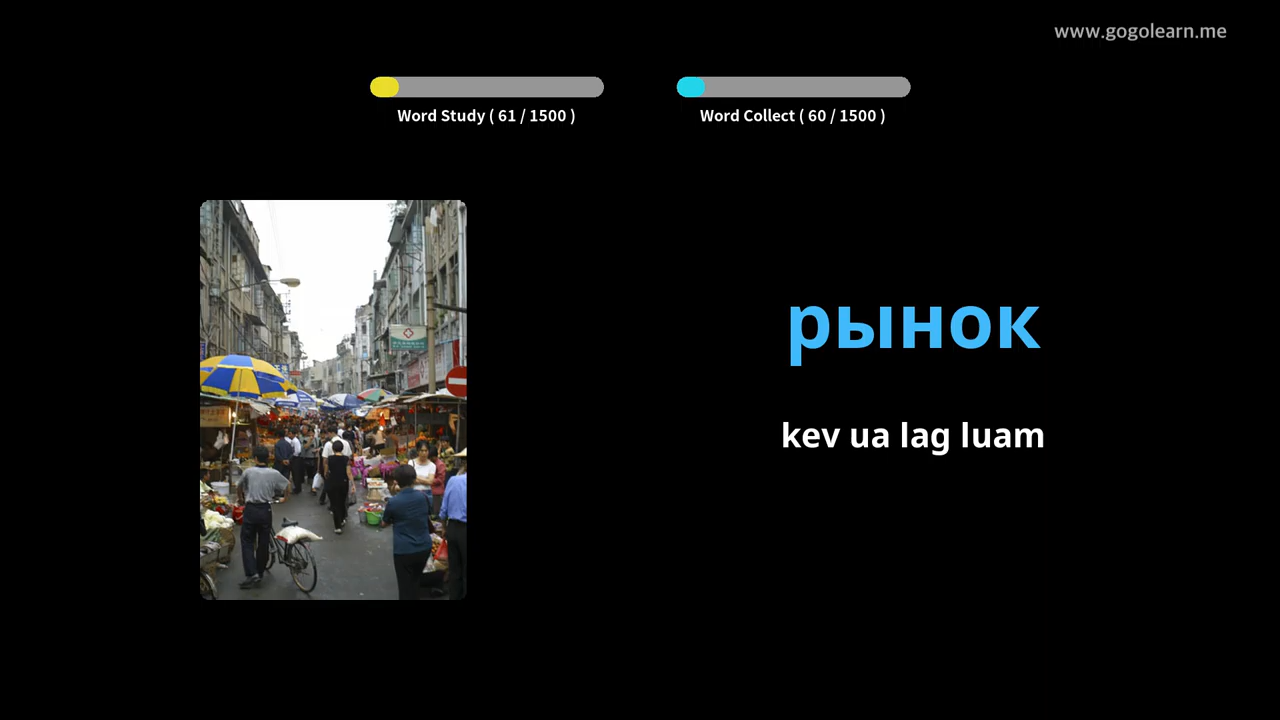 www.gogolearn.me
Word Study ( 61 / 1500 )
Word Collect ( 60 / 1500 )
рынок
kev ua lag luam